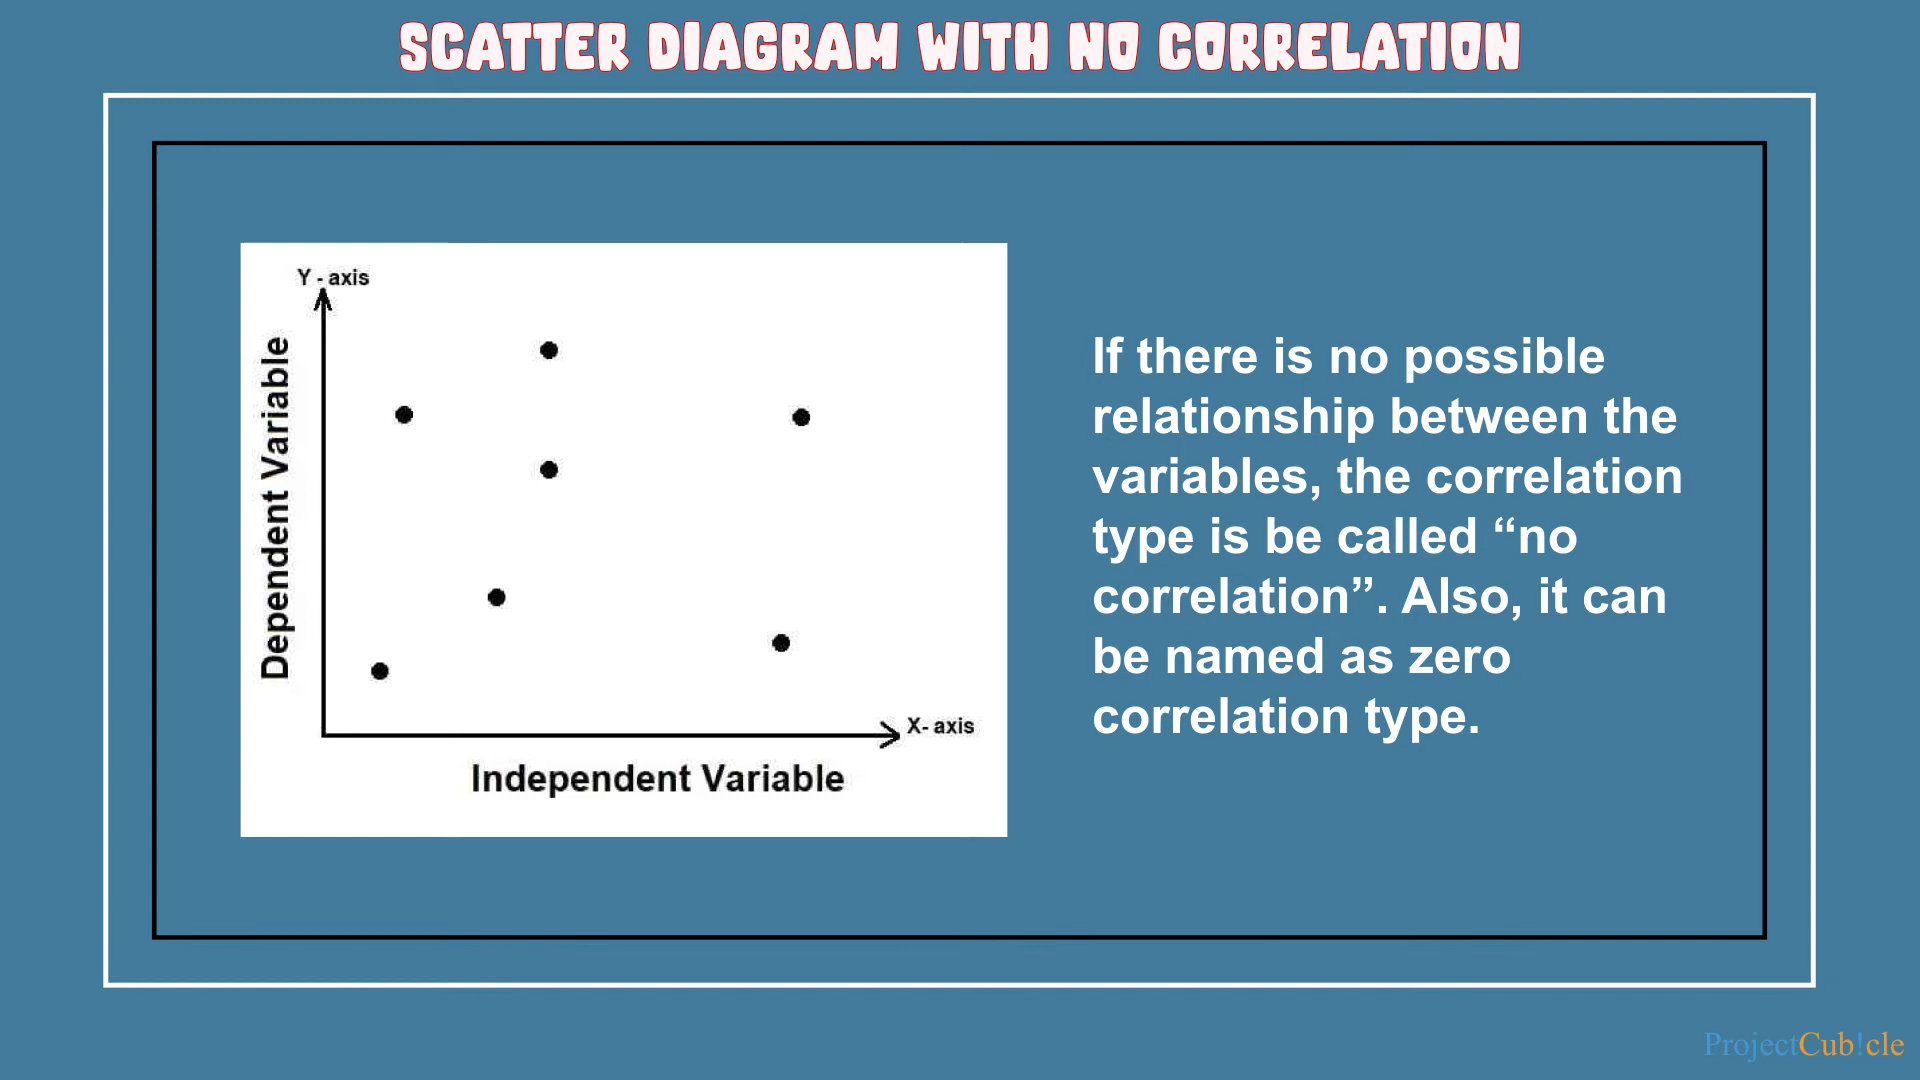 SCATTER DIAGRAM WITH NO CORRELATION
Y - axis
Dependent Variable
X- axis
Independent Variable
If there is no possible
relationship between the
variables, the correlation
type is be called “no
correlation”. Also, it can
be named as zero
correlation type.
ProjectCub!cle